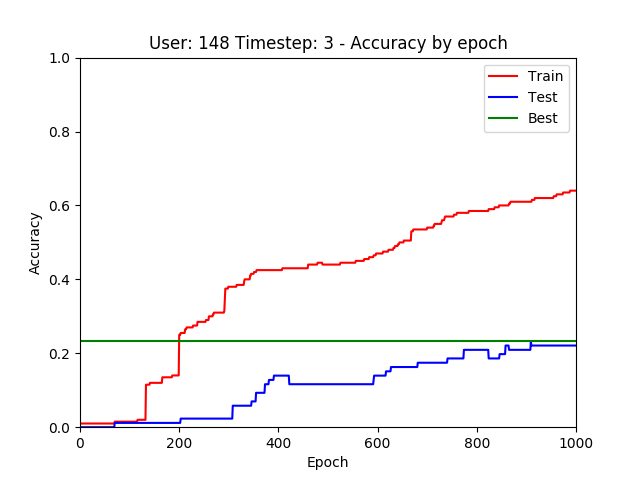 User: 148 Timestep: 3 - Accuracy by epoch
1.0
0.8
0.6
0.4
0.2
0.0
Accuracy
Train
Test
Best
0 200 400 600 800 1000
Epoch